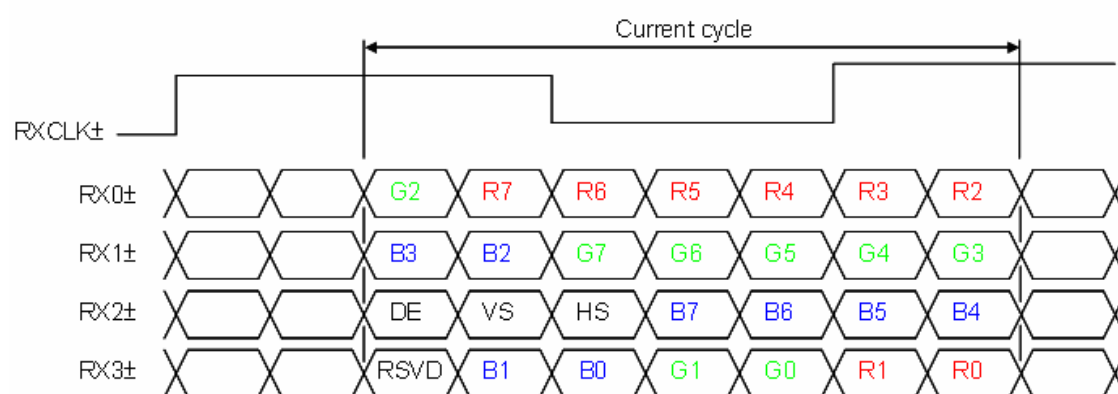 Current cycle
RXCLK±
RX0± G2 R7 R6 R5 R4 R3 R2
RX1± B3 B2 G7 G6 G5 G4 G3
RX2± DE VS HS B7 B6 B5 B4
RX3± RSVD B1 B0 G1 G0 R1 R0